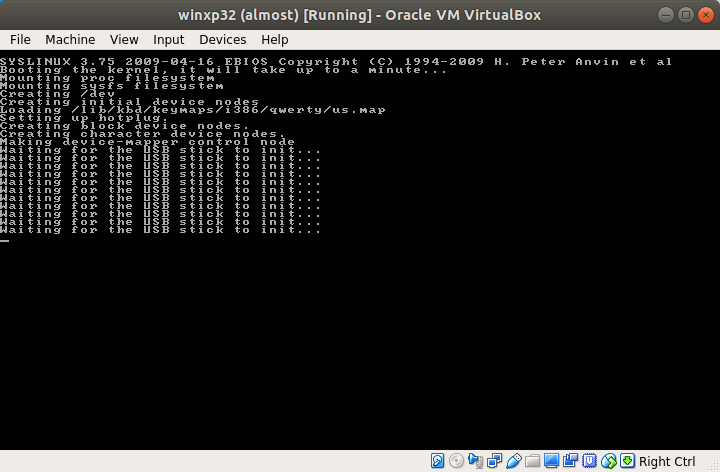 winxp32 (almost) [Running] - Oracle VM VirtualBox
File Machine View Input Devices Help
SYSLINUX 3.75 2009-04-16 EBIOS Copyright (C) 1994-2009 H. Peter Anvin et al
Booting the kernel, it will take up to a minute...
Mounting proc filesystem
Mounting sysfs filesystem
Creating /dev
Creating initial device nodes
Loading /lib/kbd/keymaps/i386/qwerty/us.map
Setting up hotplug.
Creating block device nodes.
Creating character device nodes.
Making device-mapper control node
Waiting for the USB stick to init...
Waiting for the USB stick to init...
Waiting for the USB stick to init...
Waiting for the USB stick to init...
Waiting for the USB stick to init...
Waiting for the USB stick to init...
Waiting for the USB stick to init...
Waiting for the USB stick to init...
Waiting for the USB stick to init...
Waiting for the USB stick to init...
Waiting for the USB stick to init...
Right Ctrl